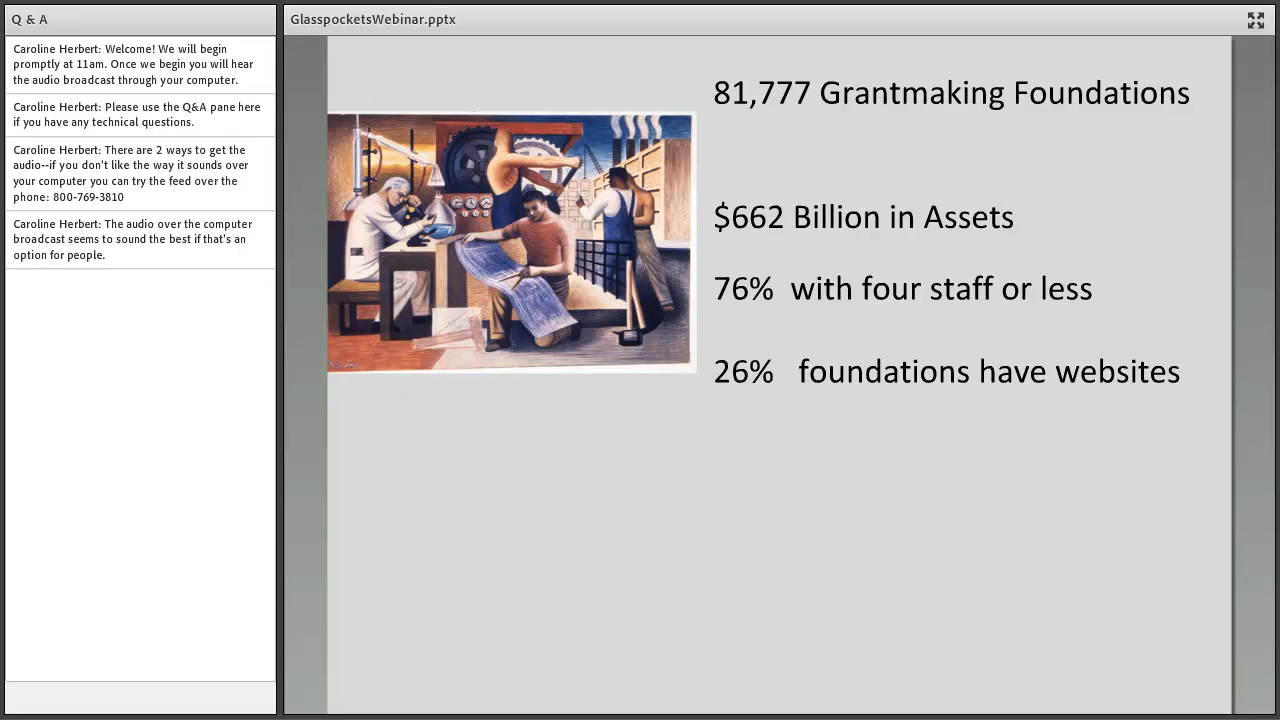 Q & A
Caroline Herbert: Welcome! We will begin
promptly at 11am. Once we begin you will hear
the audio broadcast through your computer.
Caroline Herbert: Please use the Q&A pane here
if you have any technical questions.
Caroline Herbert: There are 2 ways to get the
audio--if you don't like the way it sounds over
your computer you can try the feed over the
phone: 800-769-3810
Caroline Herbert: The audio over the computer
broadcast seems to sound the best if that's an
option for people.
GlasspocketsWebinar.pptx
81,777 Grantmaking Foundations
$662 Billion in Assets
76% with four staff or less
26% foundations have websites